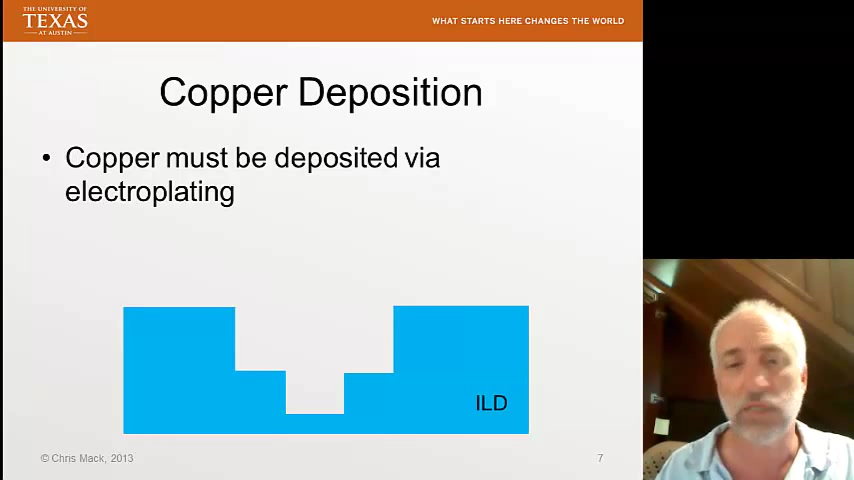 THE UNIVERSITY OF
TEXAS
AT AUSTIN
WHAT STARTS HERE CHANGES THE WORLD
Copper Deposition
• Copper must be deposited via
electroplating
ILD
© Chris Mack, 2013
7